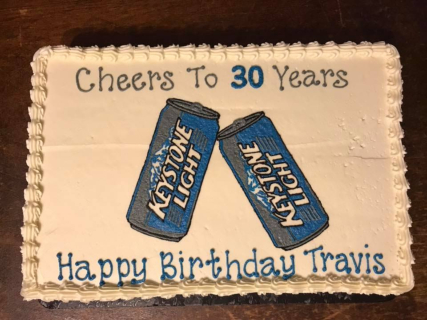 Cheers To 30 Years
KEYSTONE
LIGHT
KEYSTONE
LIGHT
Happy Birthday Travis